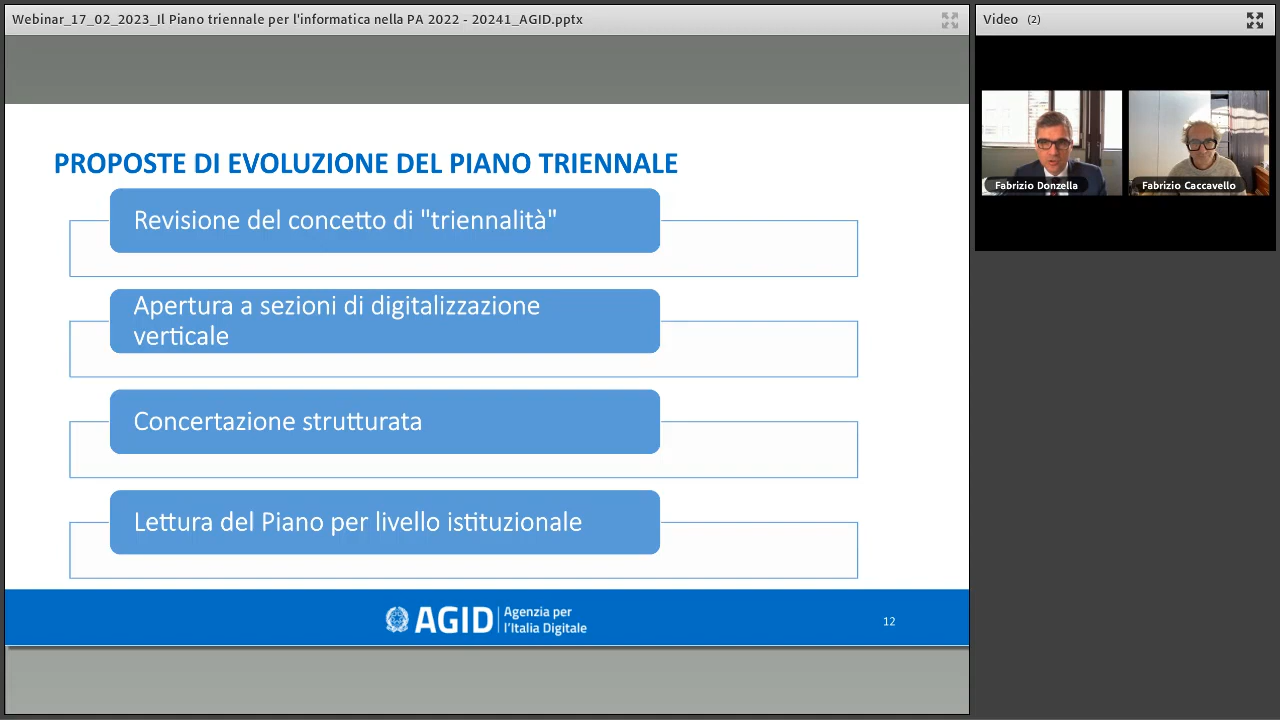 Webinar_17_02_2023_Il Piano triennale per l'informatica nella PA 2022 - 20241_AGID.pptx
Video (2)
Fabrizio Donzella
Fabrizio Caccavello
PROPOSTE DI EVOLUZIONE DEL PIANO TRIENNALE
Revisione del concetto di "triennalità"
Apertura a sezioni di digitalizzazione
verticale
Concertazione strutturata
Lettura del Piano per livello istituzionale
AGID
Agenzia per
l'Italia Digitale
12